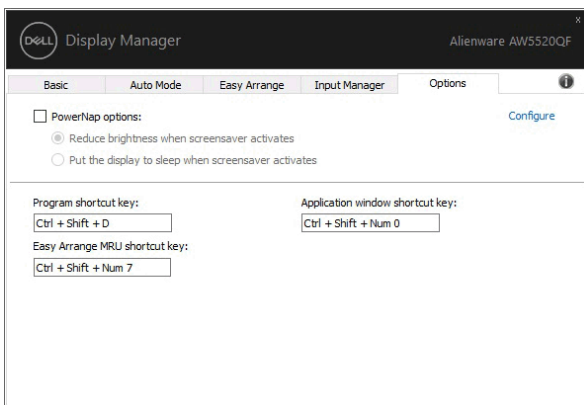 x
DELL Display Manager
Alienware AW5520QF
Basic Auto Mode Easy Arrange Input Manager Options i
PowerNap options: Configure
Reduce brightness when screensaver activates
Put the display to sleep when screensaver activates
Program shortcut key: Application window shortcut key:
Ctrl + Shift + D Ctrl + Shift + Num 0
Easy Arrange MRU shortcut key:
Ctrl + Shift + Num 7